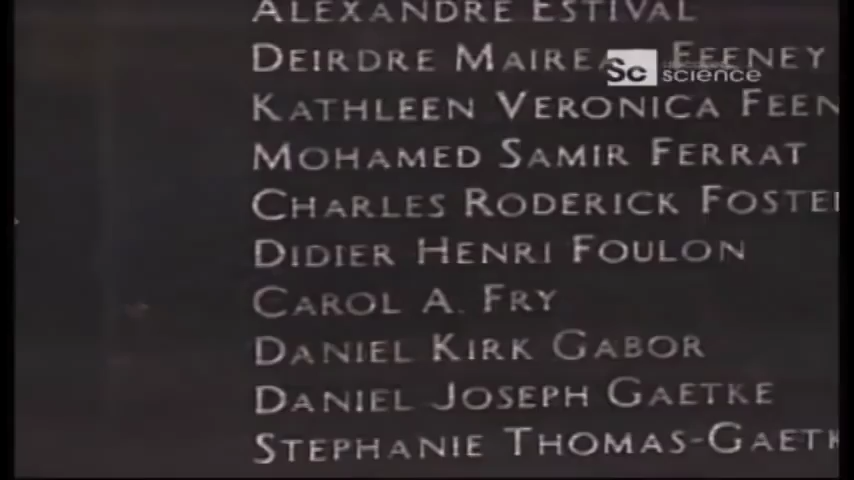 ALEXANDRE ESTIVAL
DEIRDRE FEENEY
Sc
science
KATHLEEN VERONICA FEEN
MOHAMED SAMIR FERRAT
CHARLES RODERICK FOSTE
DIDIER HENRI FOULON
CAROL A. FRY
DANIEL KIRK GABOR
DANIEL JOSEPH GAETKE
STEPHANIE THOMAS-GAETK